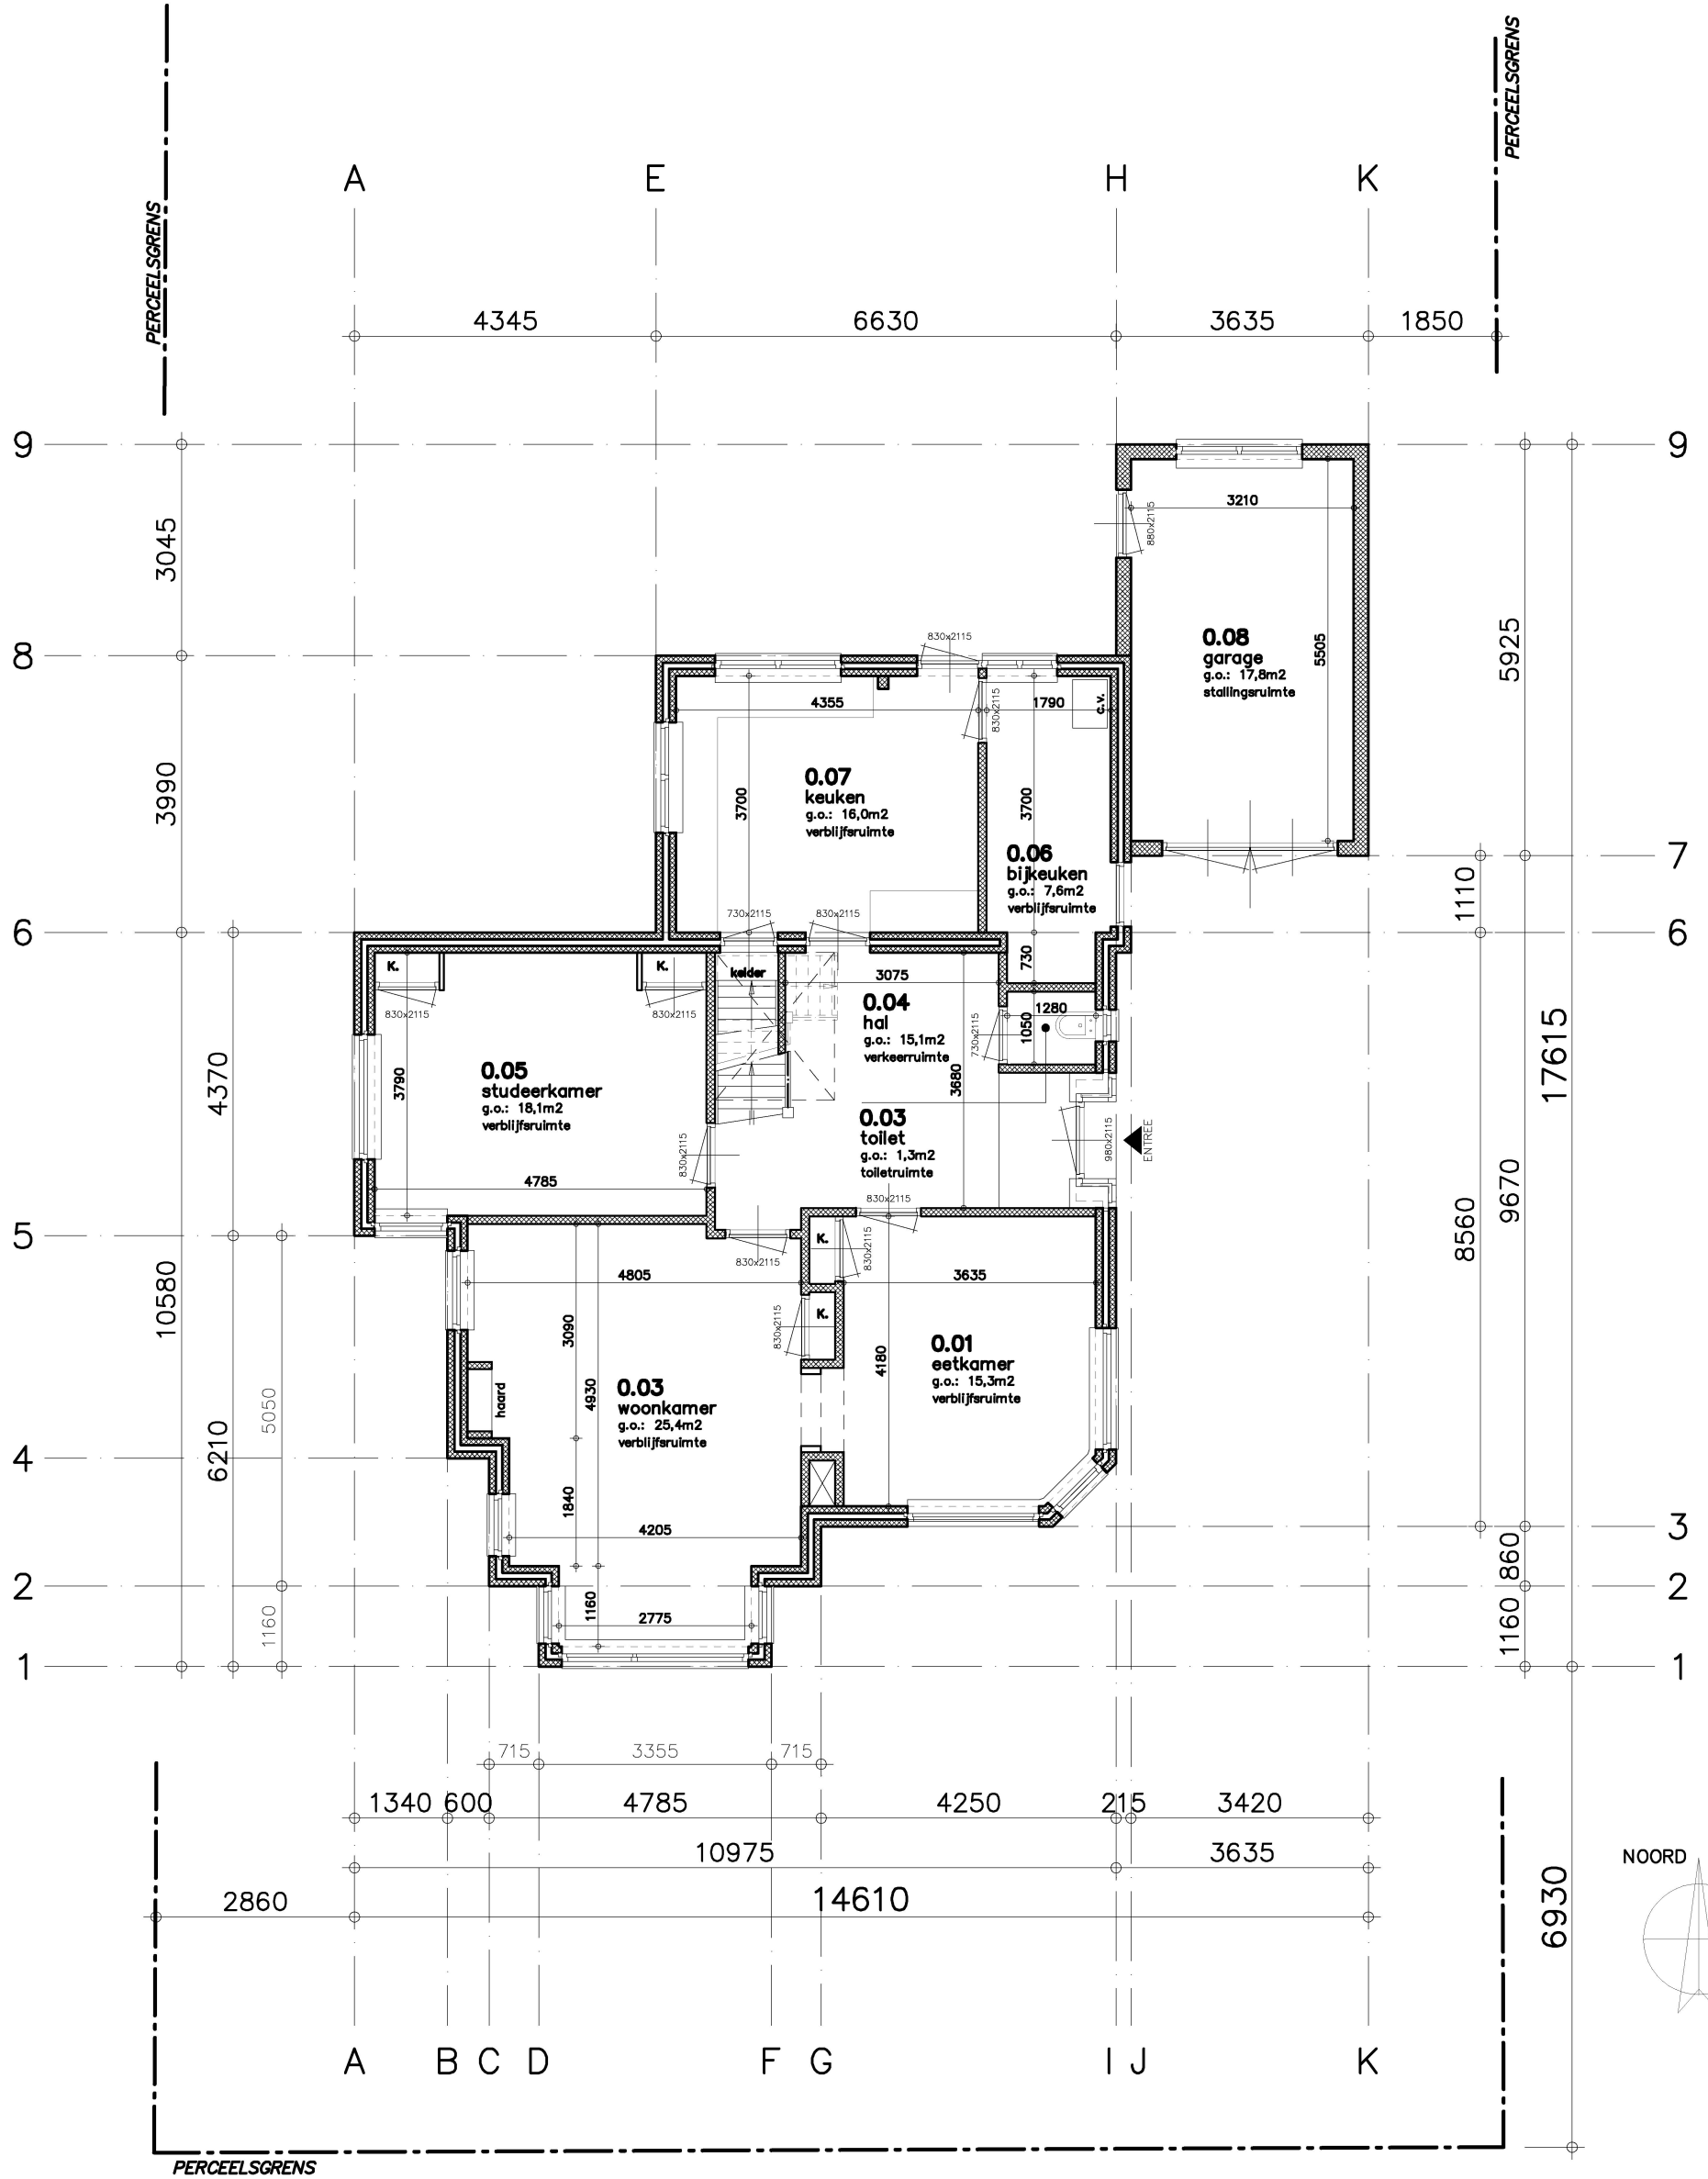 PERCEELSGRENS
PERCEELSGRENS
A E H K
4345 6630 3635 1850
9 9
3045
5925
3210
880x2115
0.08
garage
g.o.: 17,8m2
stallingsruimte
5505
8 8
830x2115
4355
830x2115
1790
c.v.
3990
0.07
keuken
g.o.: 16,0m2
verblijfsruimte
3700
3700
0.06
bijkeuken
g.o.: 7,6m2
verblijfsruimte
7
1110
730x2115
830x2115
6 6
K.
K.
kelder
730
3075
830x2115
830x2115
0.04
hal
g.o.: 15,1m2
verkeerruimte
1280
1050
730x2115
17615
4370
3790
0.05
studeerkamer
g.o.: 18,1m2
verblijfsruimte
3680
0.03
toilet
g.o.: 1,3m2
toiletruimte
980x2115
ENTREE
830x2115
4785
830x2115
9670
8560
5
830x2115
K.
830x2115
4805
3635
10580
3090
K.
830x2115
4930
4180
0.01
eetkamer
g.o.: 15,3m2
verblijfsruimte
haard
0.03
woonkamer
g.o.: 25,4m2
verblijfsruimte
5050
6210
4
1840
4205
3
860
2 2
1160
1160
2775
1160
1 1
715 3355 715
1340 600 4785 4250 215 3420
10975 3635
2860 14610
NOORD
6930
A B C D F G I J K
PERCEELSGRENS